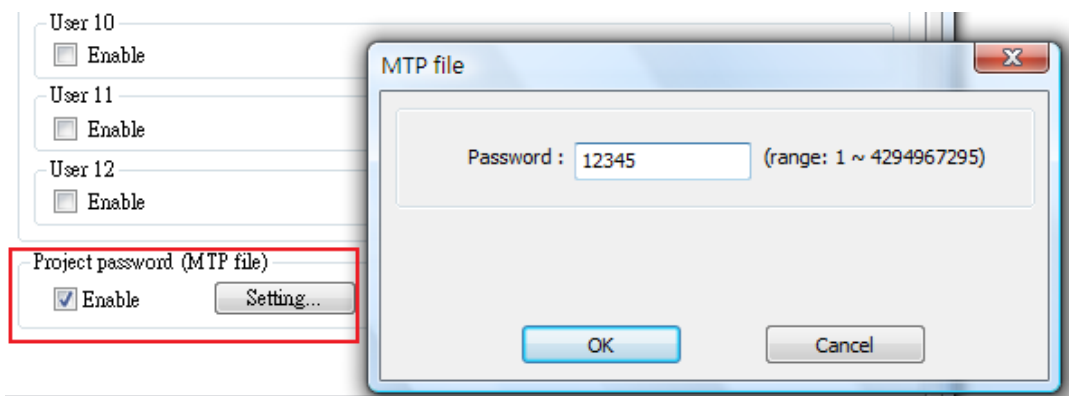 User 10
Enable
User 11
Enable
User 12
Enable
Project password (MTP file)
Enable
Setting...
MTP file
Password :
12345
(range: 1 ~ 4294967295)
OK
Cancel